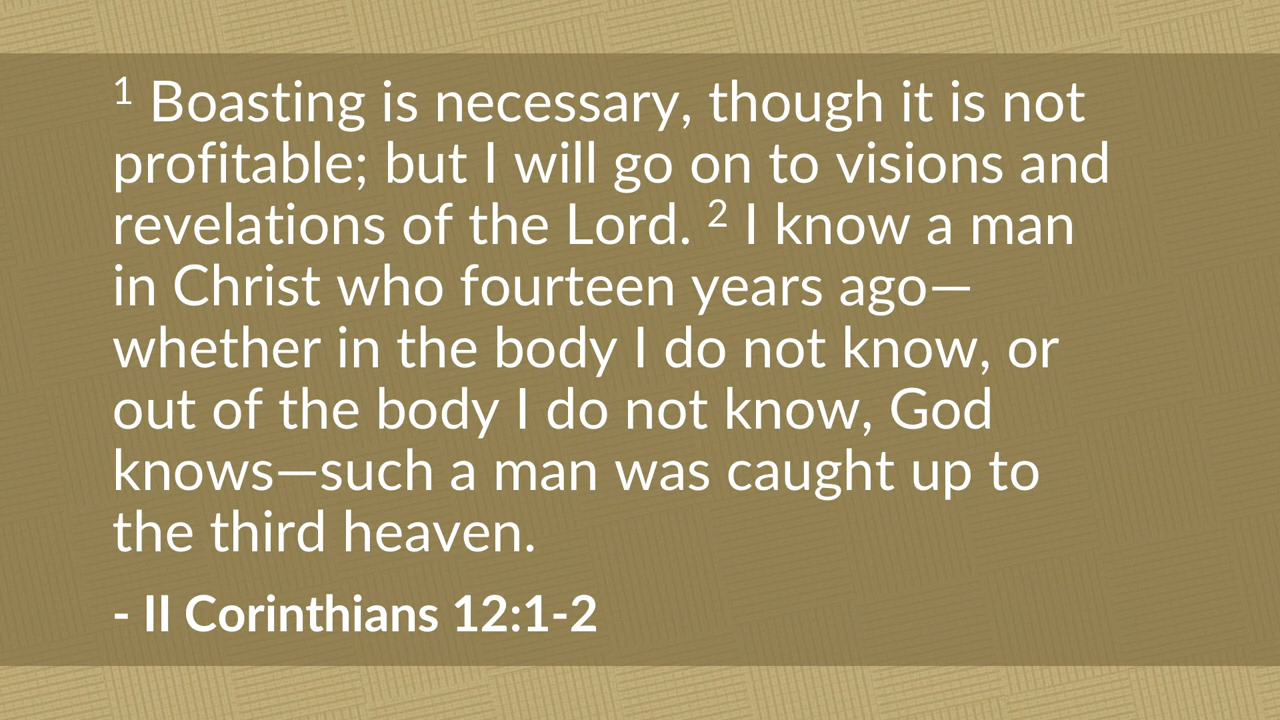 ¹ Boasting is necessary, though it is not
profitable; but I will go on to visions and
revelations of the Lord. ² I know a man
in Christ who fourteen years ago—
whether in the body I do not know, or
out of the body I do not know, God
knows—such a man was caught up to
the third heaven.
- II Corinthians 12:1-2